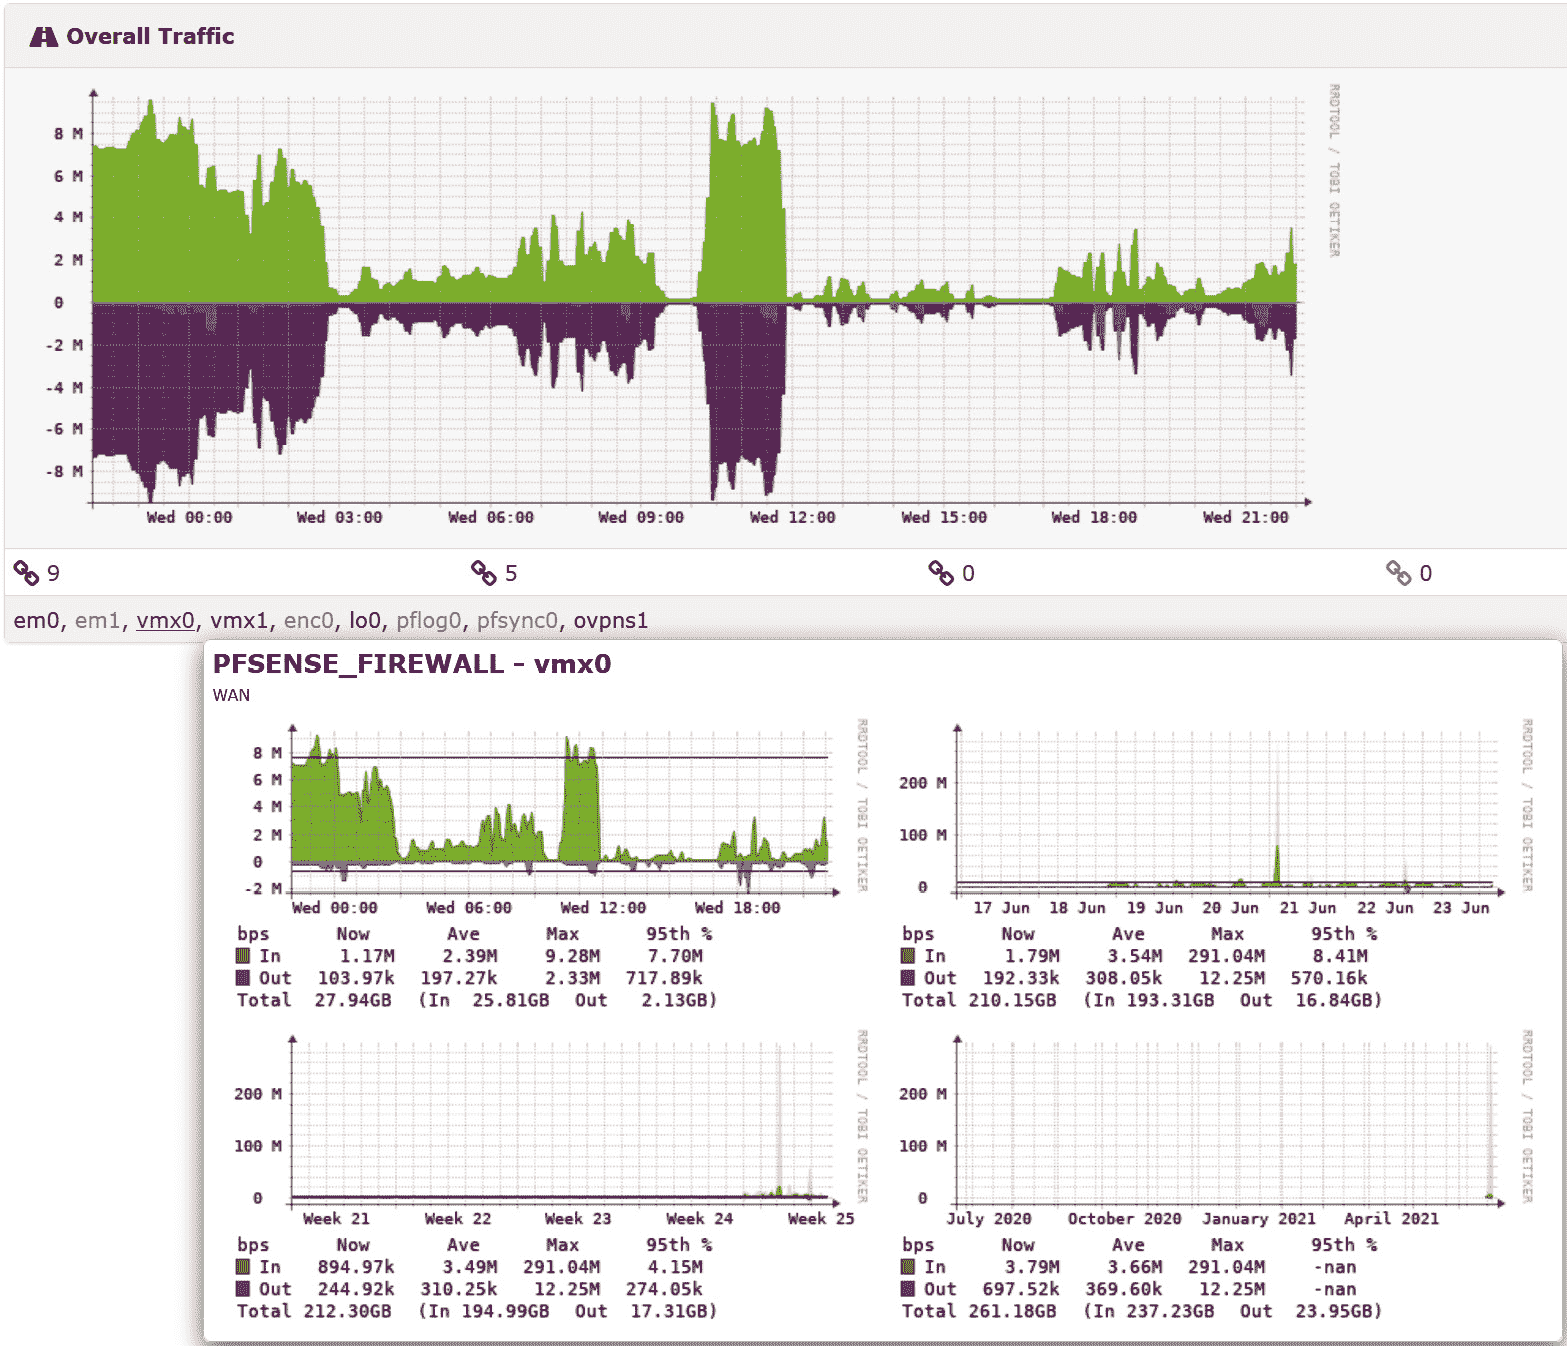 Overall Traffic
RRDTOOL / TOBI OETIKER
8 M
6 M
4 M
2 M
0
-2 M
-4 M
-6 M
-8 M
Wed 00:00 Wed 03:00 Wed 06:00 Wed 09:00 Wed 12:00 Wed 15:00 Wed 18:00 Wed 21:00
9 5 0 0
em0, em1, vmx0, vmx1, enc0, lo0, pflog0, pfsync0, ovpns1
PFSENSE_FIREWALL - vmx0
WAN
RRDTOOL / TOBI OETIKER
8 M
6 M
4 M
2 M
0
-2 M
Wed 00:00 Wed 06:00 Wed 12:00 Wed 18:00
bps Now Ave Max 95th %
In 1.17M 2.39M 9.28M 7.70M
Out 103.97k 197.27k 2.33M 717.89k
Total 27.94GB (In 25.81GB Out 2.13GB)
RRDTOOL / TOBI OETIKER
200 M
100 M
0
17 Jun 18 Jun 19 Jun 20 Jun 21 Jun 22 Jun 23 Jun
bps Now Ave Max 95th %
In 1.79M 3.54M 291.04M 8.41M
Out 192.33k 308.05k 12.25M 570.16k
Total 210.15GB (In 193.31GB Out 16.84GB)
RRDTOOL / TOBI OETIKER
200 M
100 M
0
Week 21 Week 22 Week 23 Week 24 Week 25
bps Now Ave Max 95th %
In 894.97k 3.49M 291.04M 4.15M
Out 244.92k 310.25k 12.25M 274.05k
Total 212.30GB (In 194.99GB Out 17.31GB)
RRDTOOL / TOBI OETIKER
200 M
100 M
0
July 2020 October 2020 January 2021 April 2021
bps Now Ave Max 95th %
In 3.79M 3.66M 291.04M -nan
Out 697.52k 369.60k 12.25M -nan
Total 261.18GB (In 237.23GB Out 23.95GB)